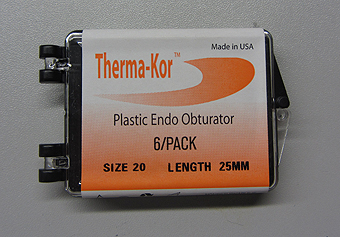 Made in USA
Therma-Kor™
Plastic Endo Obturator
6/PACK
SIZE 20 LENGTH 25MM